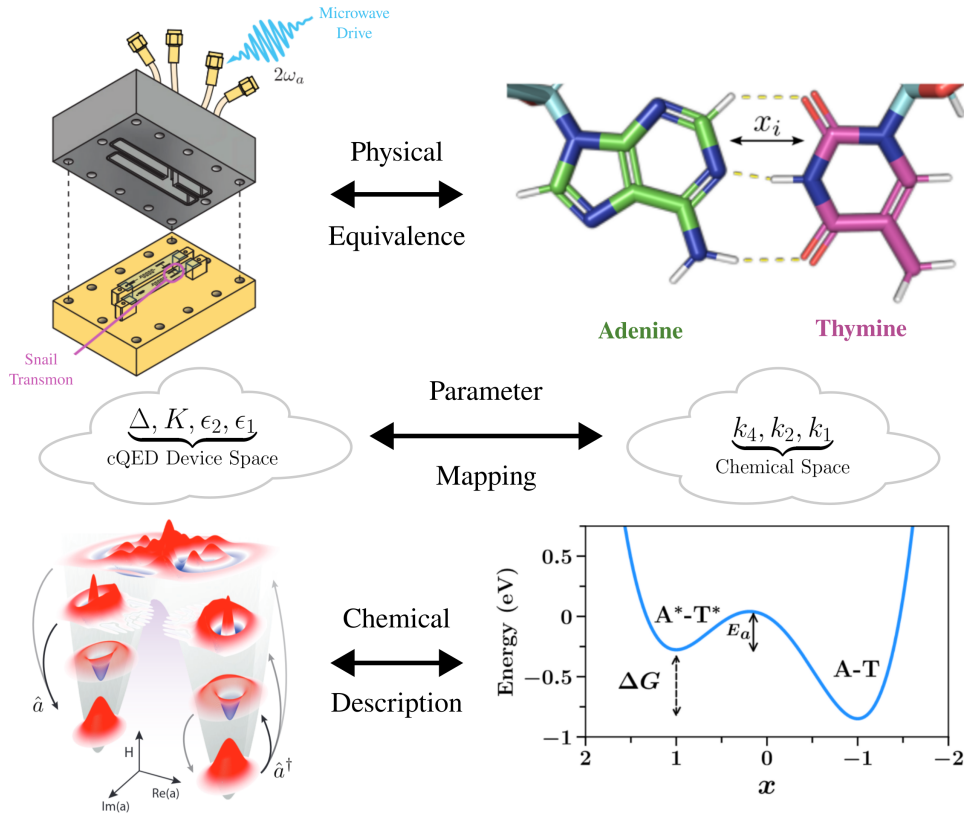 Microwave
Drive
2ω_a
Snail
Transmon
Physical
Equivalence
x_i
Adenine
Thymine
Δ, K, ϵ_2, ϵ_1
cQED Device Space
Parameter
Mapping
k_4, k_2, k_1
Chemical Space
â
â†
H
Im(a)
Re(a)
Chemical
Description
Energy (eV)
0.5
0
−0.5
−1
A*-T*
E_a
A-T
ΔG
2
1
0
−1
−2
x